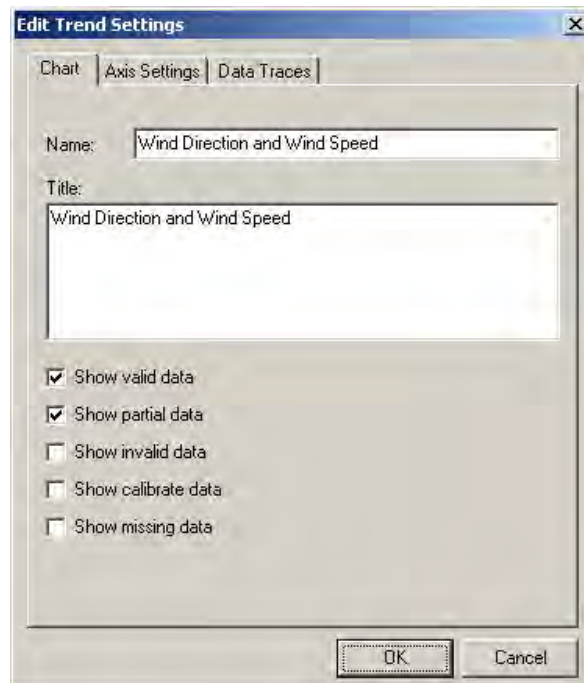 Edit Trend Settings
Chart Axis Settings Data Traces
Name: Wind Direction and Wind Speed
Title:
Wind Direction and Wind Speed
Show valid data
Show partial data
Show invalid data
Show calibrate data
Show missing data
OK Cancel